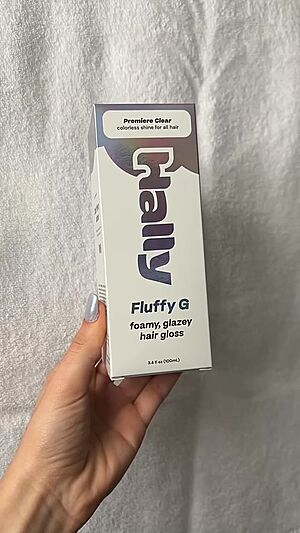 Premiere Clear
colorless shine for all hair
Hally
Fluffy G
foamy, glazey
hair gloss
3.4 fl oz (100mL)